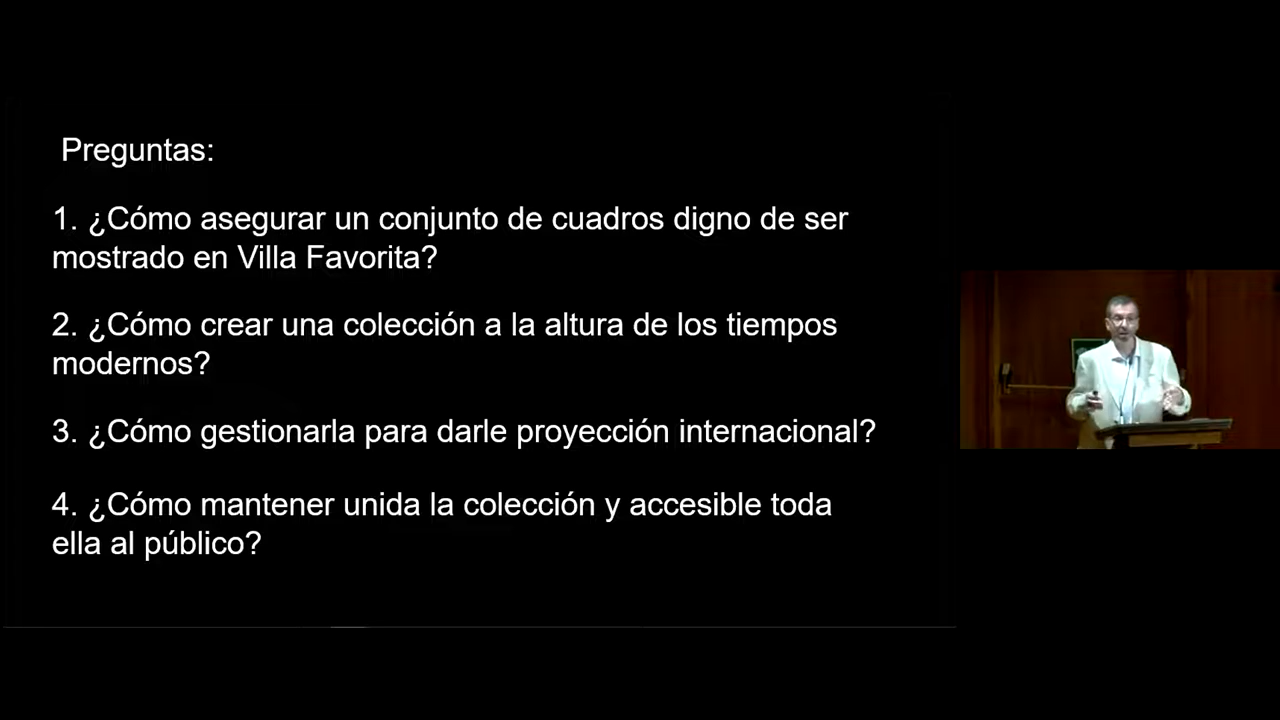 Preguntas:
1. ¿Cómo asegurar un conjunto de cuadros digno de ser
mostrado en Villa Favorita?
2. ¿Cómo crear una colección a la altura de los tiempos
modernos?
3. ¿Cómo gestionarla para darle proyección internacional?
4. ¿Cómo mantener unida la colección y accesible toda
ella al público?